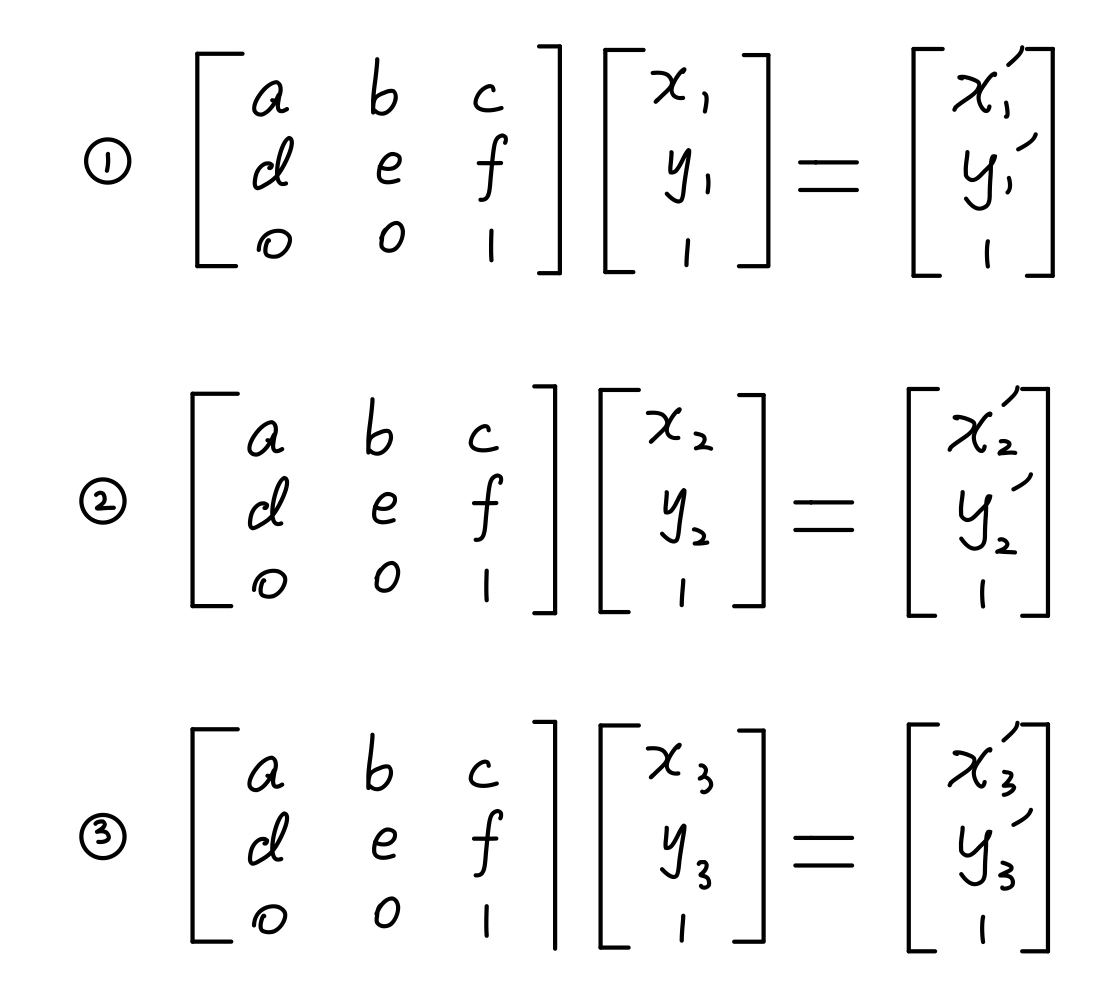 [ a b c ] [ x₁ ] [ x₁′ ]
① [ d e f ] [ y₁ ] = [ y₁′ ]
[ 0 0 1 ] [ 1 ] [ 1 ]
[ a b c ] [ x₂ ] [ x₂′ ]
② [ d e f ] [ y₂ ] = [ y₂′ ]
[ 0 0 1 ] [ 1 ] [ 1 ]
[ a b c ] [ x₃ ] [ x₃′ ]
③ [ d e f ] [ y₃ ] = [ y₃′ ]
[ 0 0 1 ] [ 1 ] [ 1 ]